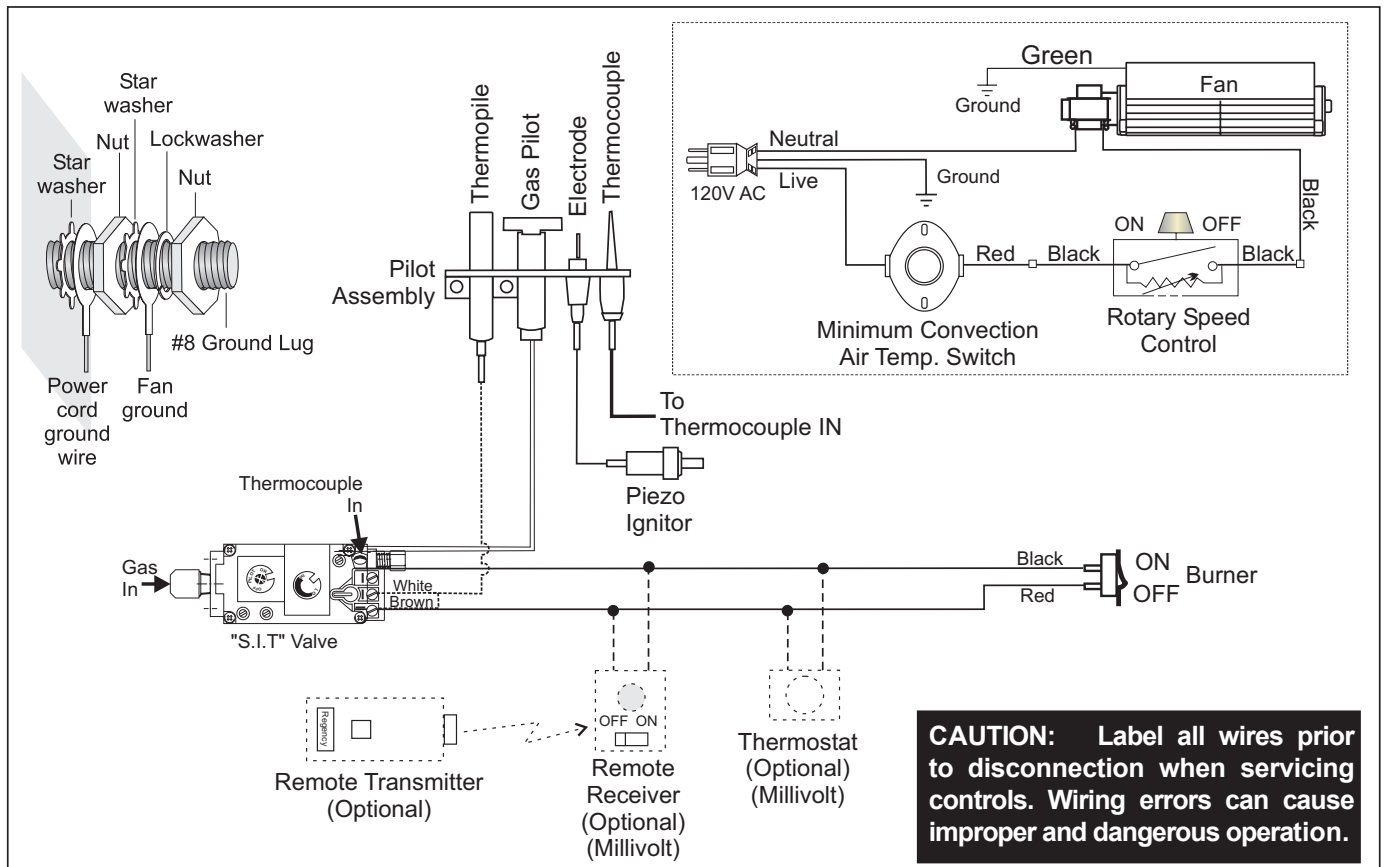 Star
washer
Nut
Lockwasher
Star
washer
Nut
#8 Ground Lug
Power
cord
ground
wire
Fan
ground
Thermopile
Gas Pilot
Electrode
Thermocouple
Pilot
Assembly
To
Thermocouple IN
Piezo
Ignitor
Green
Ground
Fan
Neutral
Live
120V AC
Ground
Black
ON OFF
Red
Black
Black
Minimum Convection
Air Temp. Switch
Rotary Speed
Control
Thermocouple
In
Gas
In
White
Brown
"S.I.T" Valve
Black
Red
ON
OFF
Burner
Regency
Remote Transmitter
(Optional)
OFF ON
Remote
Receiver
(Optional)
(Millivolt)
Thermostat
(Optional)
(Millivolt)
CAUTION: Label all wires prior
to disconnection when servicing
controls. Wiring errors can cause
improper and dangerous operation.